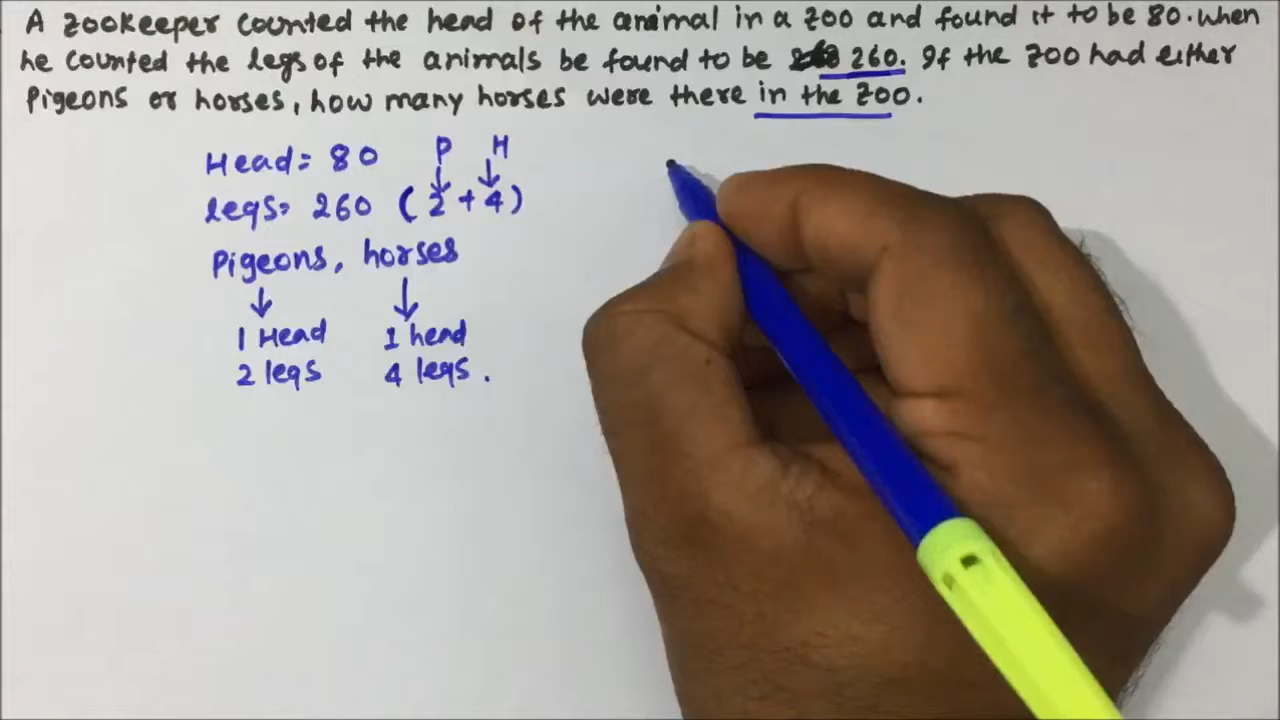 A zookeeper counted the head of the animal in a zoo and found it to be 80. When
he counted the legs of the animals be found to be 260. If the zoo had either
Pigeons or horses, how many horses were there in the zoo.
P H
Head = 80
legs = 260 (2 + 4)
Pigeons, horses
1 Head 1 head
2 legs 4 legs.